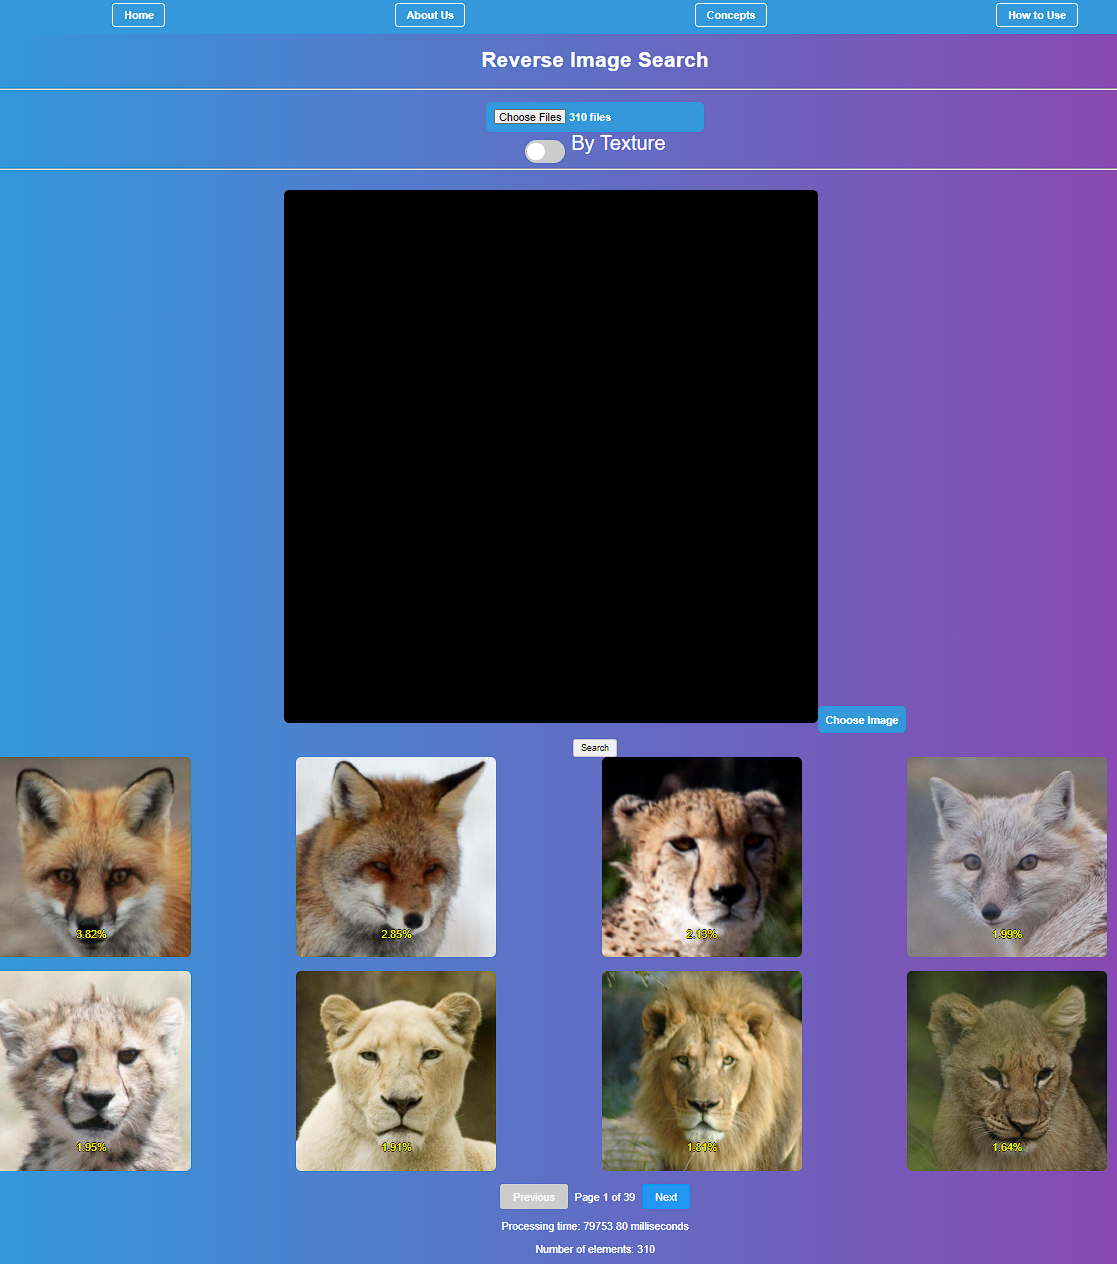 Home About Us Concepts How to Use
Reverse Image Search
Choose Files 310 files
By Texture
Choose Image
Search
3.82% 2.85% 2.13% 1.99%
1.95% 1.91% 1.81% 1.64%
Previous Page 1 of 39 Next
Processing time: 79753.80 milliseconds
Number of elements: 310